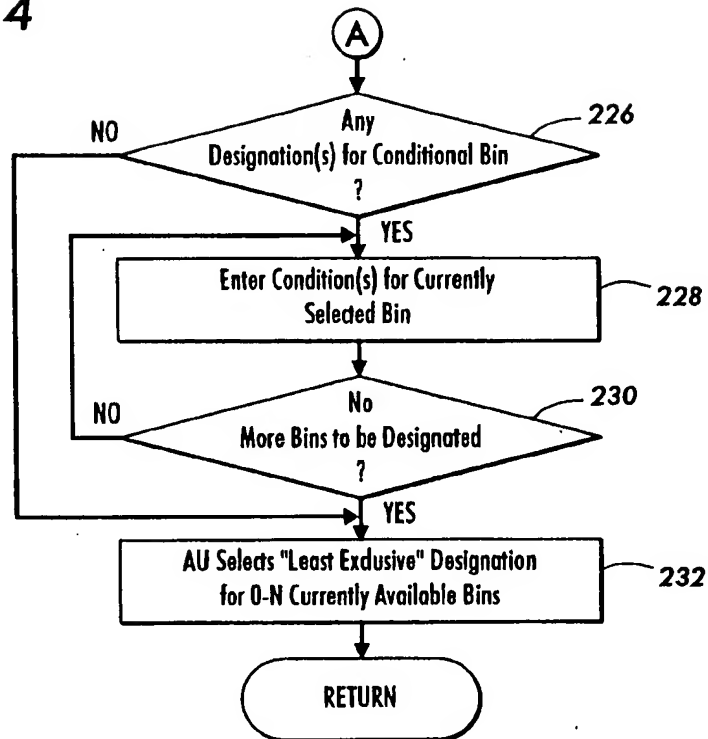 4
A
Any
Designation(s) for Conditional Bin
?
226
NO
YES
Enter Condition(s) for Currently
Selected Bin
228
No
More Bins to be Designated
?
230
NO
YES
AU Selects "Least Exclusive" Designation
for 0-N Currently Available Bins
232
RETURN